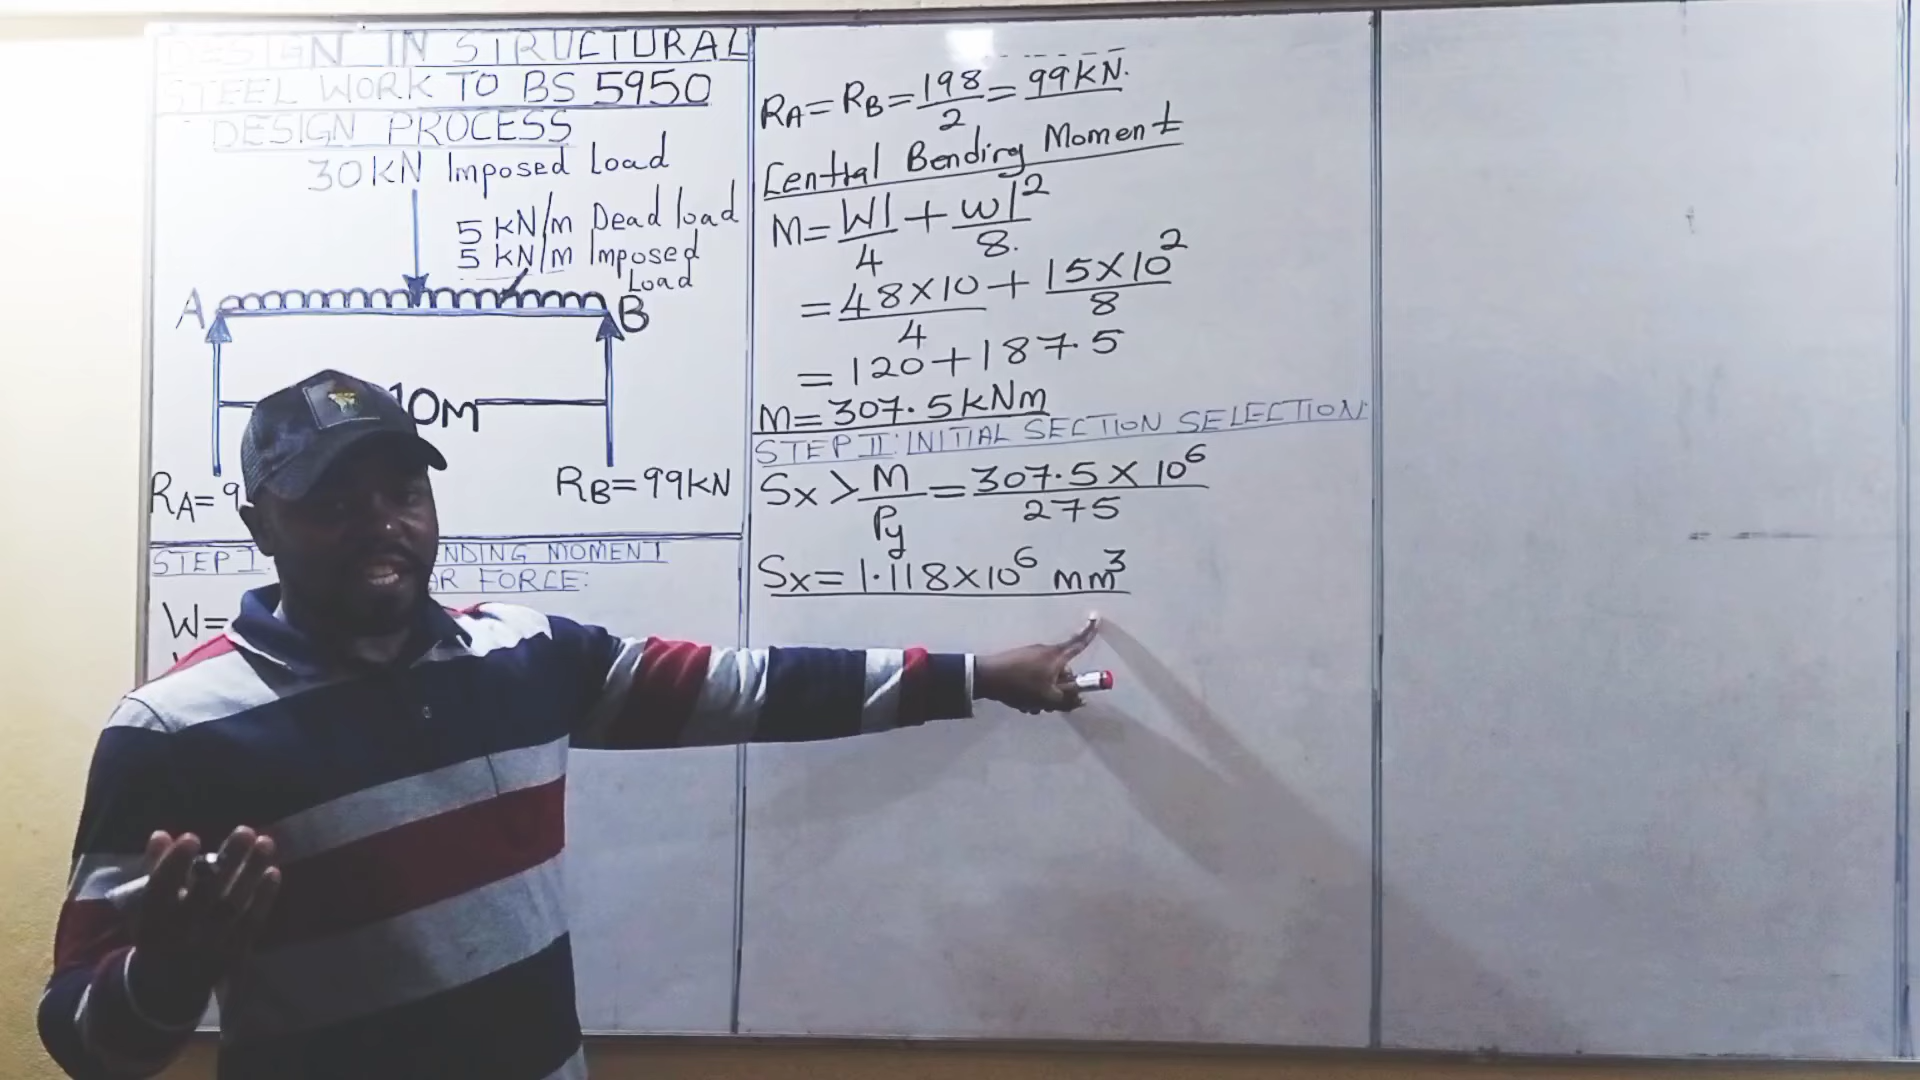 DESIGN IN STRUCTURAL
STEEL WORK TO BS 5950
DESIGN PROCESS
30KN Imposed Load
5 kN/m Dead load
5 kN/m Imposed
Load
A
B
10M
RA=9
RB=99KN
STEP I
NDING MOMENT
AR FORCE:
W=
RA=RB=198/2=99KN.
Central Bending Moment
M=Wl/4+wl²/8.
=48×10/4+15×10²/8
=120+187.5
M=307.5kNm
STEP II: INITIAL SECTION SELECTION:
Sx>M/Py=307.5×10⁶/275
Sx=1.118×10⁶ mm³